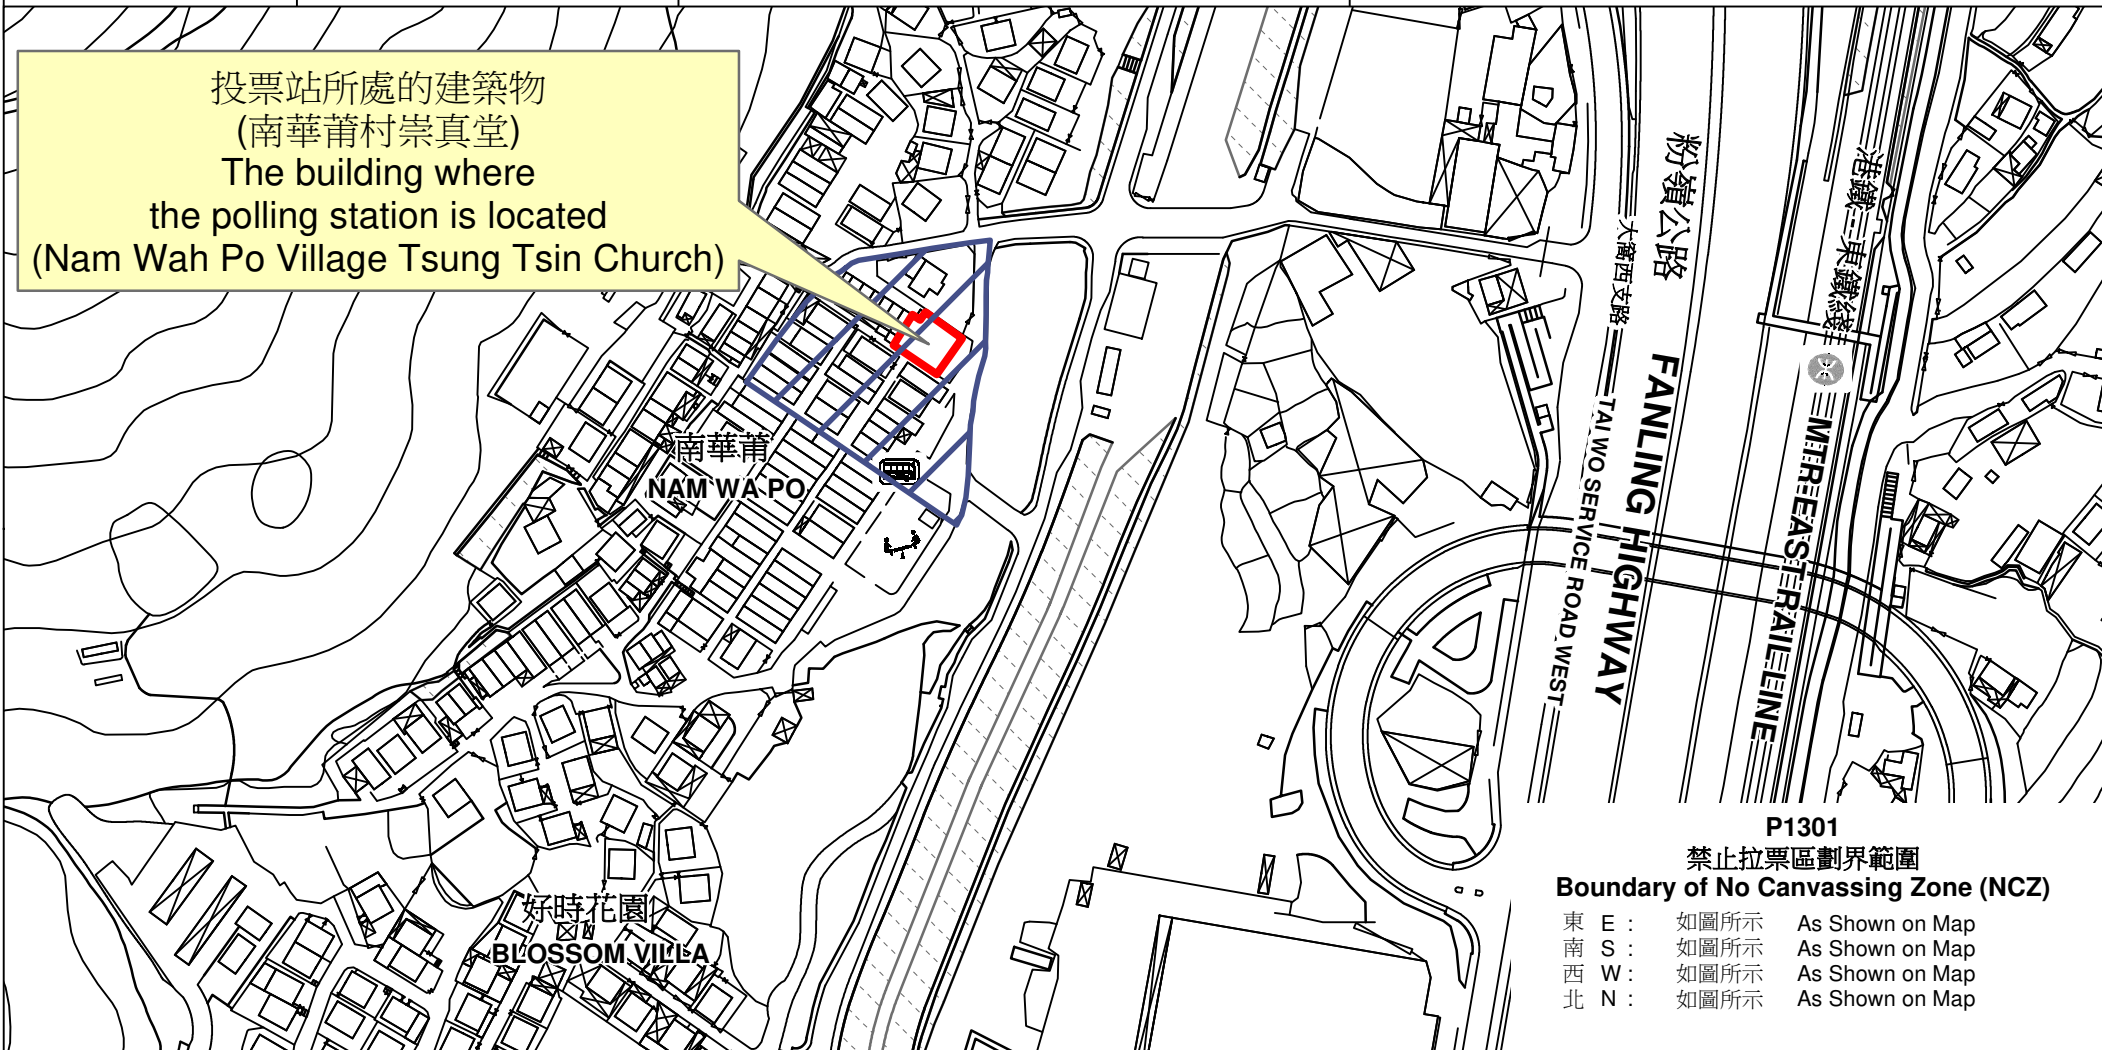 投票站所處的建築物
(南華莆村崇真堂)
The building where
the polling station is located
(Nam Wah Po Village Tsung Tsin Church)
粉嶺公路
FANLING HIGHWAY
大窩西支路
TAI WO SERVICE ROAD WEST
港鐵-東鐵綫
MTR EAST RAIL LINE
南華莆
NAM WA PO
好時花園
BLOSSOM VILLA
P1301
禁止拉票區劃界範圍
Boundary of No Canvassing Zone (NCZ)
東 E : 如圖所示 As Shown on Map
南 S : 如圖所示 As Shown on Map
西 W : 如圖所示 As Shown on Map
北 N : 如圖所示 As Shown on Map